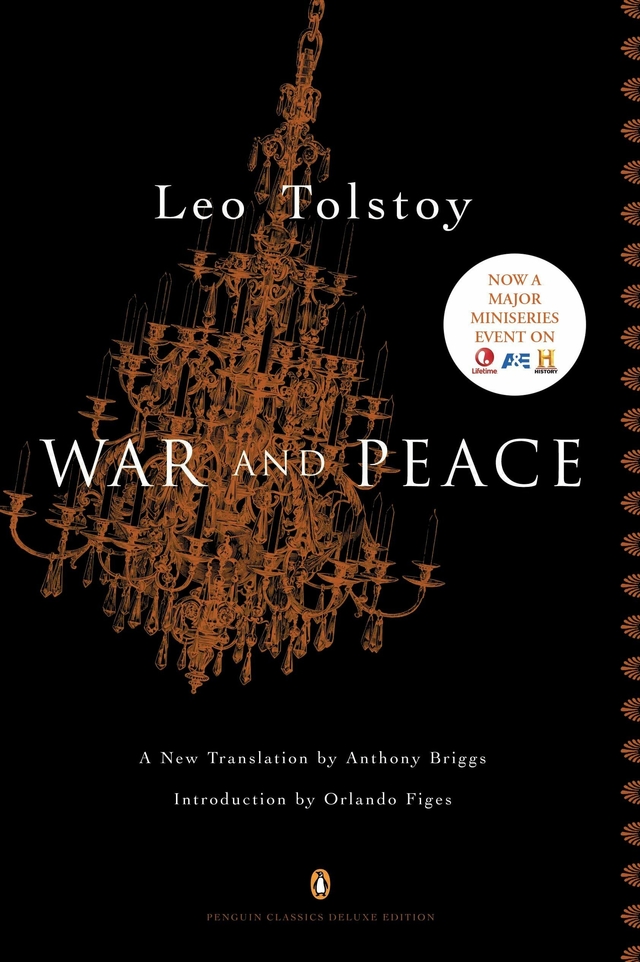 Leo Tolstoy
NOW A
MAJOR
MINISERIES
EVENT ON
Lifetime A&E H
HISTORY
WAR AND PEACE
A New Translation by Anthony Briggs
Introduction by Orlando Figes
PENGUIN CLASSICS DELUXE EDITION